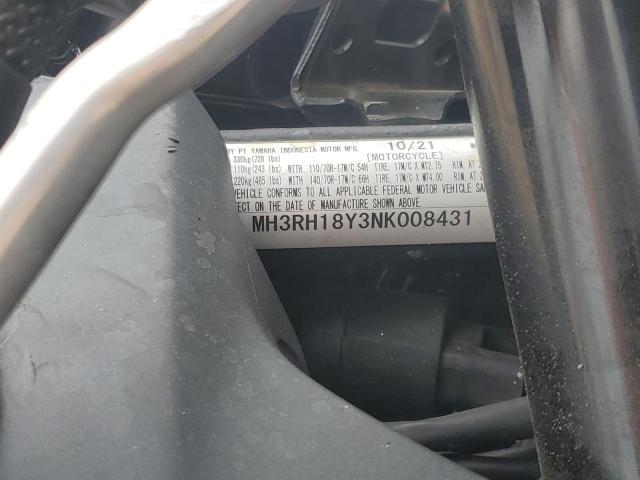 BY PT YAMAHA INDONESIA MOTOR MFG. 10/21
330kg(728 lbs) [MOTORCYCLE]
110kg(243 lbs) WITH 110/70R-17M/C 54H TIRE, 17M/C X MT2.75 RIM, AT
220kg(485 lbs) WITH 140/70R-17M/C 66H TIRE, 17M/C X MT4.00 RIM, AT
VEHICLE CONFORMS TO ALL APPLICABLE FEDERAL MOTOR VEHICLE SA
ECT ON THE DATE OF MANUFACTURE SHOWN ABOVE.
MH3RH18Y3NK008431